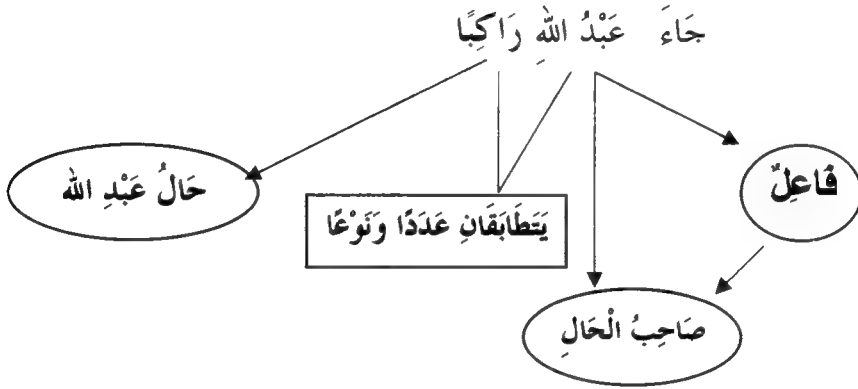 جَاءَ عَبْدُ اللهِ رَاكِبًا
فَاعِلٌ
يَتَطَابَقَانِ عَدَدًا وَنَوْعًا
حَالُ عَبْدِ الله
صَاحِبُ الْحَالِ